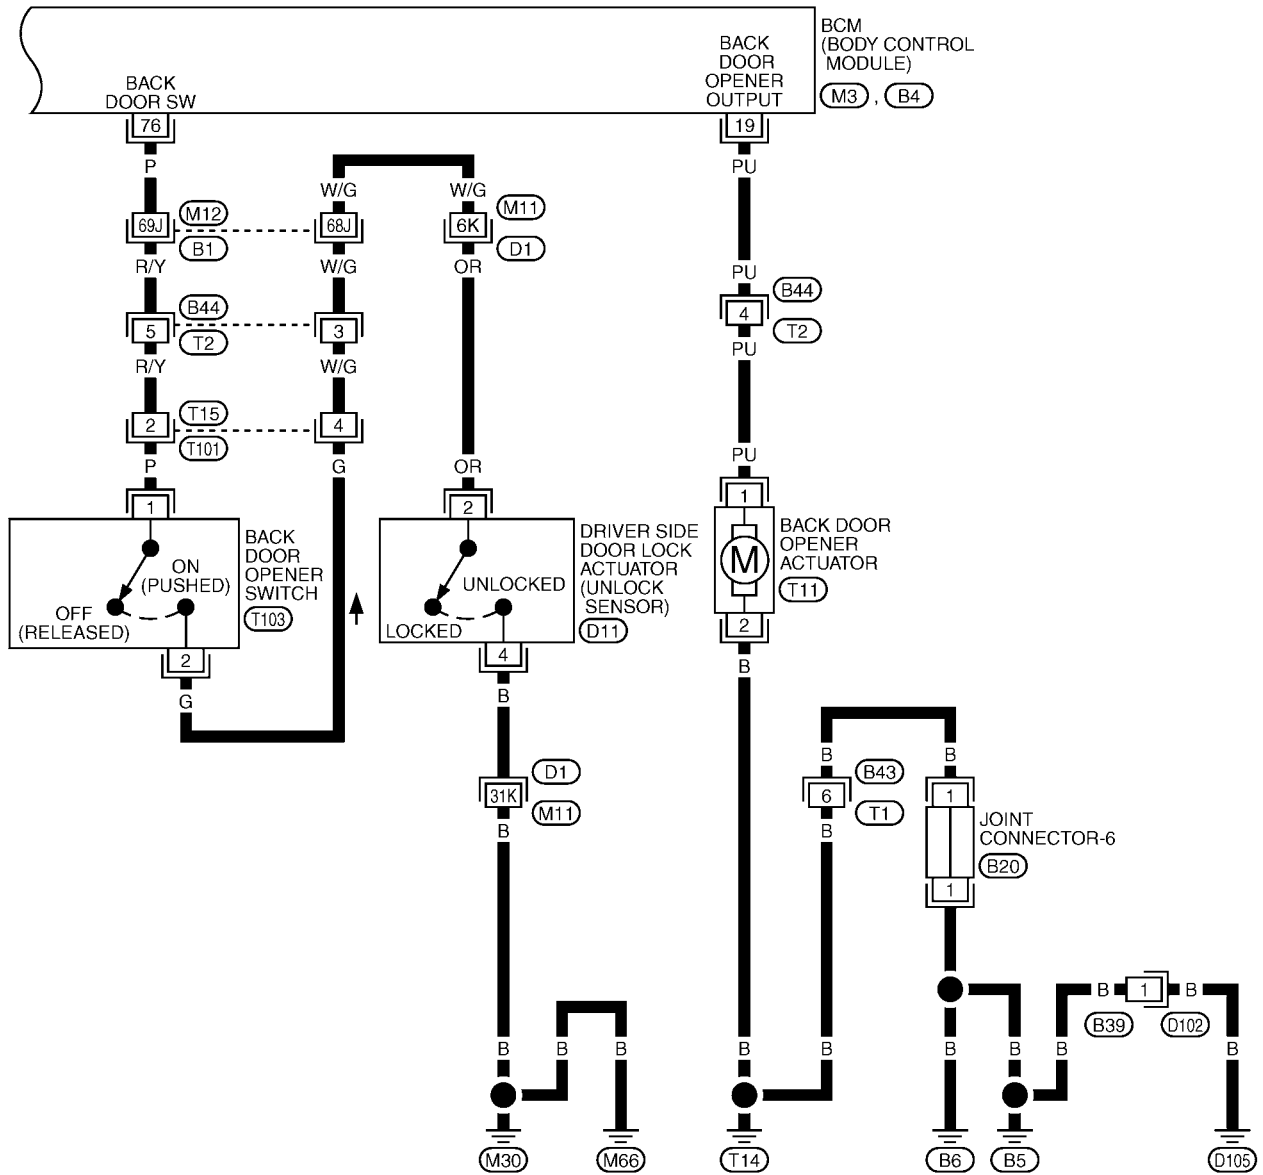 BCM
(BODY CONTROL
MODULE)
M3 , B4
BACK
DOOR SW
BACK
DOOR
OPENER
OUTPUT
76
19
P
PU
W/G
W/G
69J
M12
B1
68J
6K
M11
D1
R/Y
W/G
OR
PU
B44
5
T2
3
B44
4
T2
R/Y
W/G
PU
T15
2
T101
4
P
G
OR
PU
1
2
1
BACK
DOOR
OPENER
SWITCH
T103
ON
(PUSHED)
OFF
(RELEASED)
2
G
DRIVER SIDE
DOOR LOCK
ACTUATOR
(UNLOCK
SENSOR)
D11
UNLOCKED
LOCKED
4
B
M
BACK DOOR
OPENER
ACTUATOR
T11
2
B
B
B
D1
31K
M11
B
B43
6
T1
B
1
JOINT
CONNECTOR-6
B20
1
B
1
B
B39
D102
B
B
B
B
B
B
B
B
M30
M66
T14
B6
B5
D105